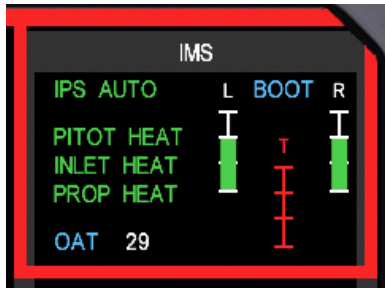 IMS
IPS AUTO L BOOT R
PITOT HEAT T
INLET HEAT
PROP HEAT
OAT 29